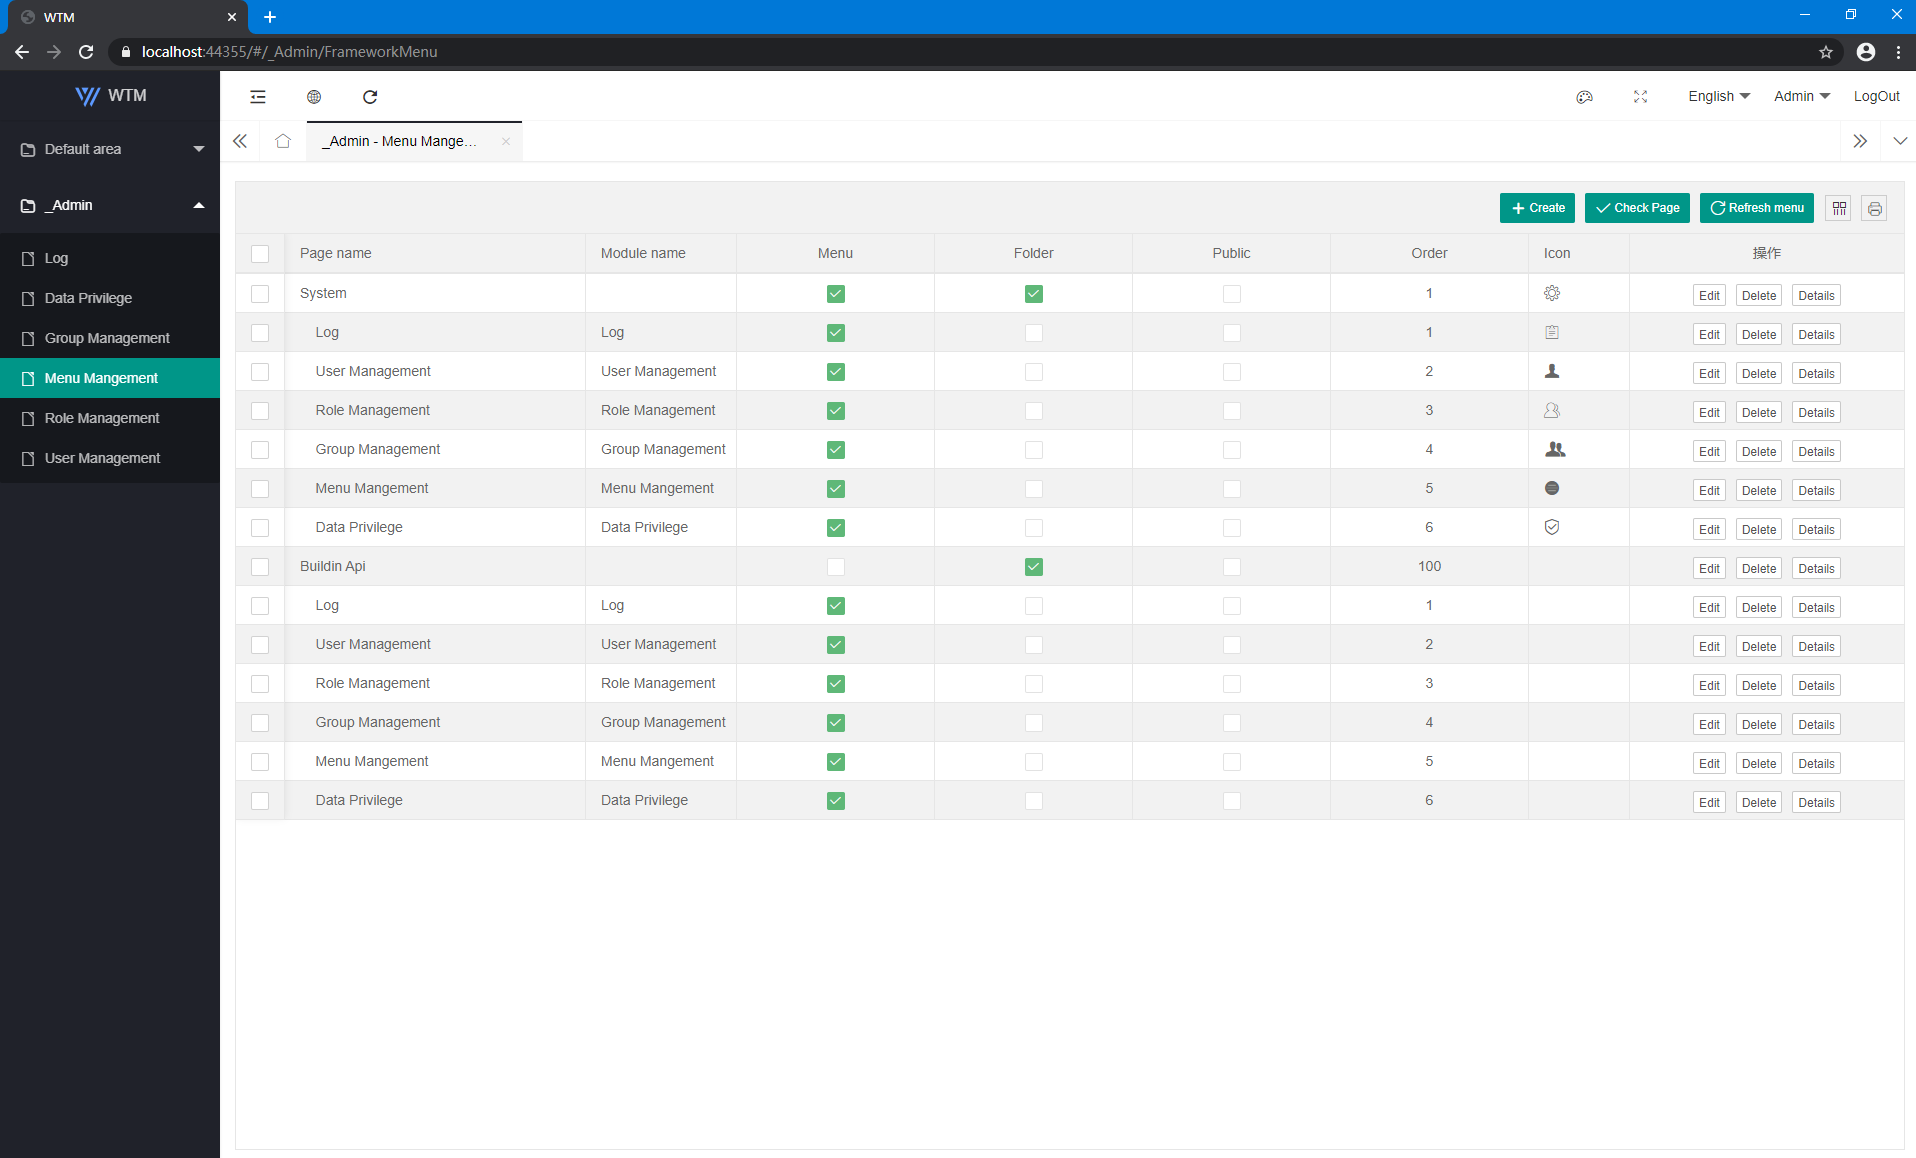 WTM
localhost:44355/#/_Admin/FrameworkMenu
WTM
English Admin LogOut
_Admin - Menu Mange...
Default area
_Admin
Log
Data Privilege
Group Management
Menu Mangement
Role Management
User Management
Create Check Page Refresh menu
Page name Module name Menu Folder Public Order Icon 操作
System 1 Edit Delete Details
Log Log 1 Edit Delete Details
User Management User Management 2 Edit Delete Details
Role Management Role Management 3 Edit Delete Details
Group Management Group Management 4 Edit Delete Details
Menu Mangement Menu Mangement 5 Edit Delete Details
Data Privilege Data Privilege 6 Edit Delete Details
Buildin Api 100 Edit Delete Details
Log Log 1 Edit Delete Details
User Management User Management 2 Edit Delete Details
Role Management Role Management 3 Edit Delete Details
Group Management Group Management 4 Edit Delete Details
Menu Mangement Menu Mangement 5 Edit Delete Details
Data Privilege Data Privilege 6 Edit Delete Details